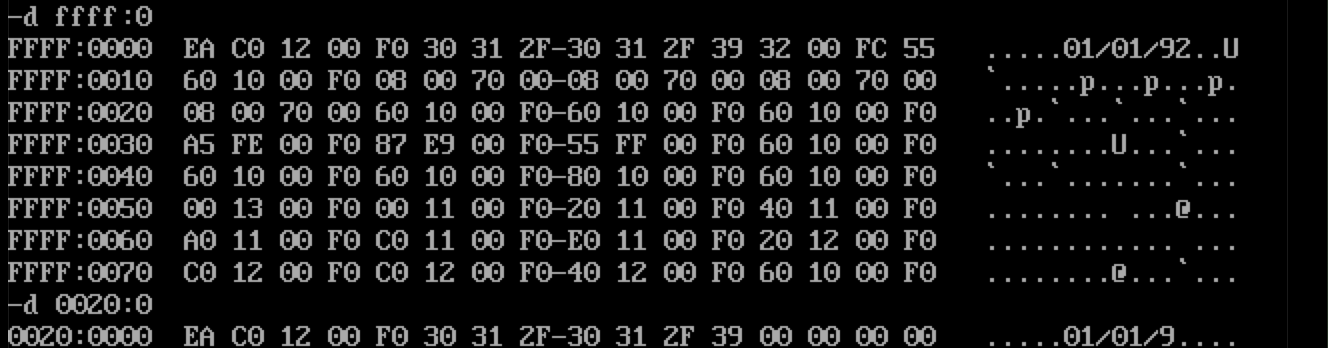 -d ffff:0
FFFF:0000  EA C0 12 00 F0 30 31 2F-30 31 2F 39 32 00 FC 55   .....01/01/92..U
FFFF:0010  60 10 00 F0 08 00 70 00-08 00 70 00 08 00 70 00   `.....p...p...p.
FFFF:0020  08 00 70 00 60 10 00 F0-60 10 00 F0 60 10 00 F0   ..p.`...`...`...
FFFF:0030  A5 FE 00 F0 87 E9 00 F0-55 FF 00 F0 60 10 00 F0   ........U...`...
FFFF:0040  60 10 00 F0 60 10 00 F0-80 10 00 F0 60 10 00 F0   `...`.......`...
FFFF:0050  00 13 00 F0 00 11 00 F0-20 11 00 F0 40 11 00 F0   ........ ...@...
FFFF:0060  A0 11 00 F0 C0 11 00 F0-E0 11 00 F0 20 12 00 F0   ............ ...
FFFF:0070  C0 12 00 F0 C0 12 00 F0-40 12 00 F0 60 10 00 F0   ........@...`...
-d 0020:0
0020:0000  EA C0 12 00 F0 30 31 2F-30 31 2F 39 00 00 00 00   .....01/01/9....